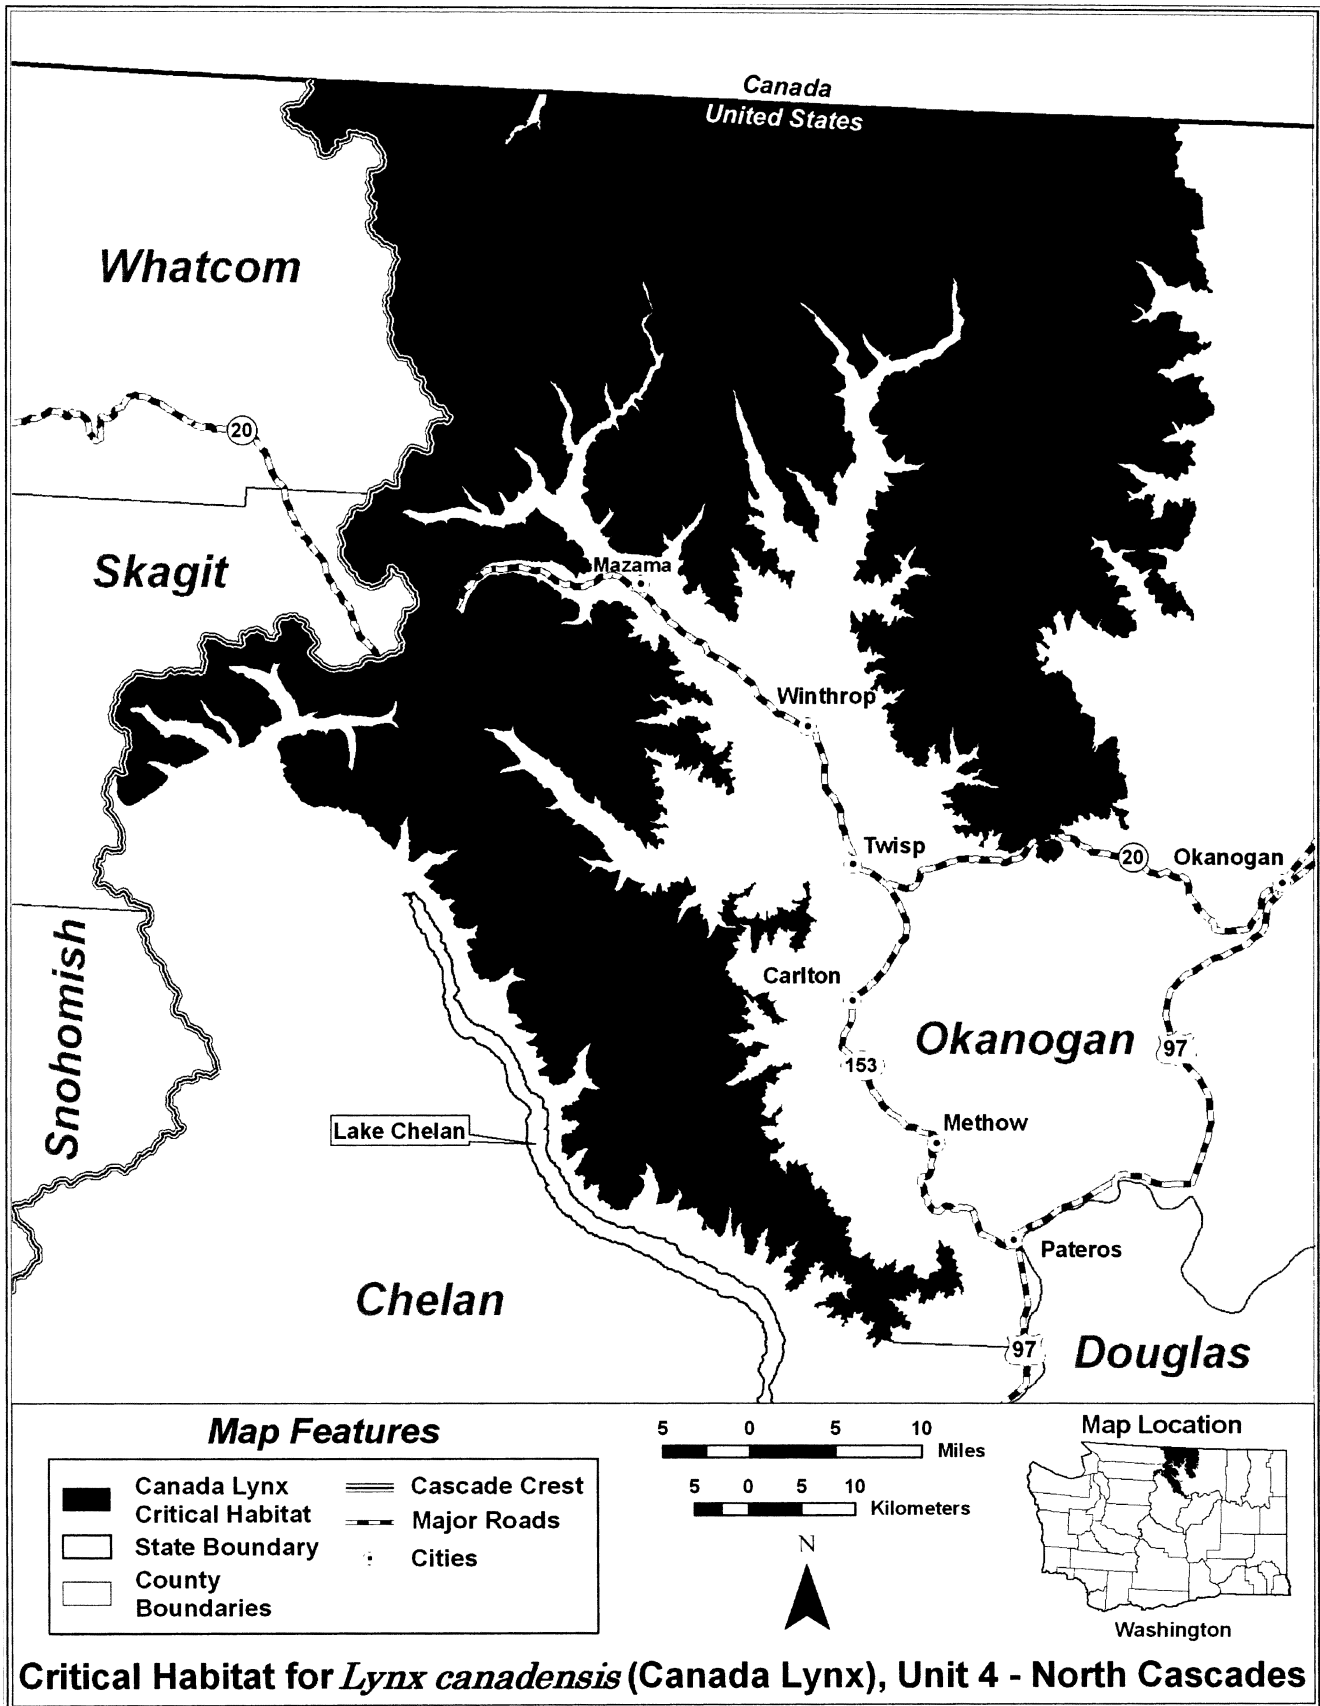 Canada
United States
Whatcom
20
Skagit
Mazama
Winthrop
Twisp
20
Okanogan
Snohomish
Carlton
Okanogan
97
153
Methow
Lake Chelan
Pateros
Chelan
97
Douglas
Map Features
Canada Lynx
Critical Habitat
State Boundary
County
Boundaries
Cascade Crest
Major Roads
Cities
5 0 5 10
Miles
5 0 5 10
Kilometers
N
Map Location
Washington
Critical Habitat for Lynx canadensis (Canada Lynx), Unit 4 - North Cascades